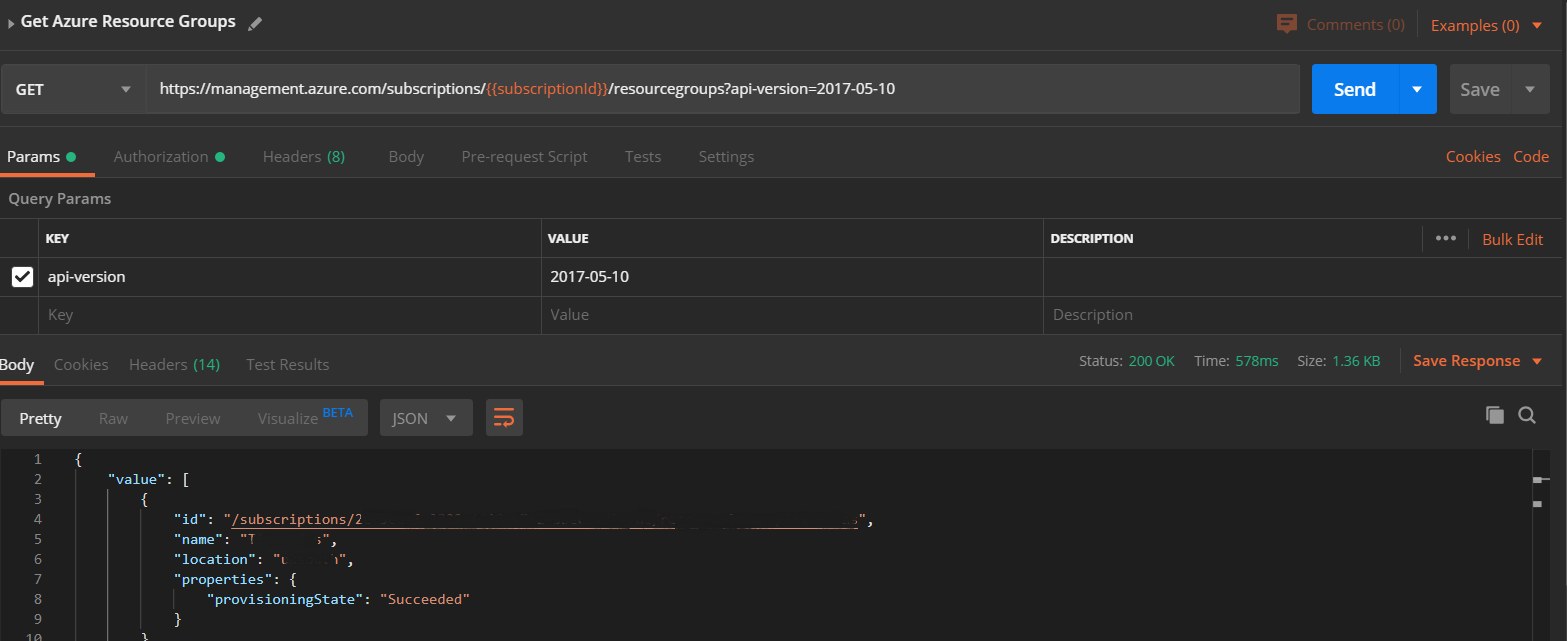 Get Azure Resource Groups
Comments (0) Examples (0)
GET https://management.azure.com/subscriptions/{{subscriptionId}}/resourcegroups?api-version=2017-05-10 Send Save
Params Authorization Headers (8) Body Pre-request Script Tests Settings Cookies Code
Query Params
KEY VALUE DESCRIPTION ••• Bulk Edit
api-version 2017-05-10
Key Value Description
Body Cookies Headers (14) Test Results Status: 200 OK Time: 578ms Size: 1.36 KB Save Response
Pretty Raw Preview Visualize BETA JSON
1 {
2 "value": [
3 {
4 "id": "/subscriptions/2 ",
5 "name": " ",
6 "location": " ",
7 "properties": {
8 "provisioningState": "Succeeded"
9 }
10 }